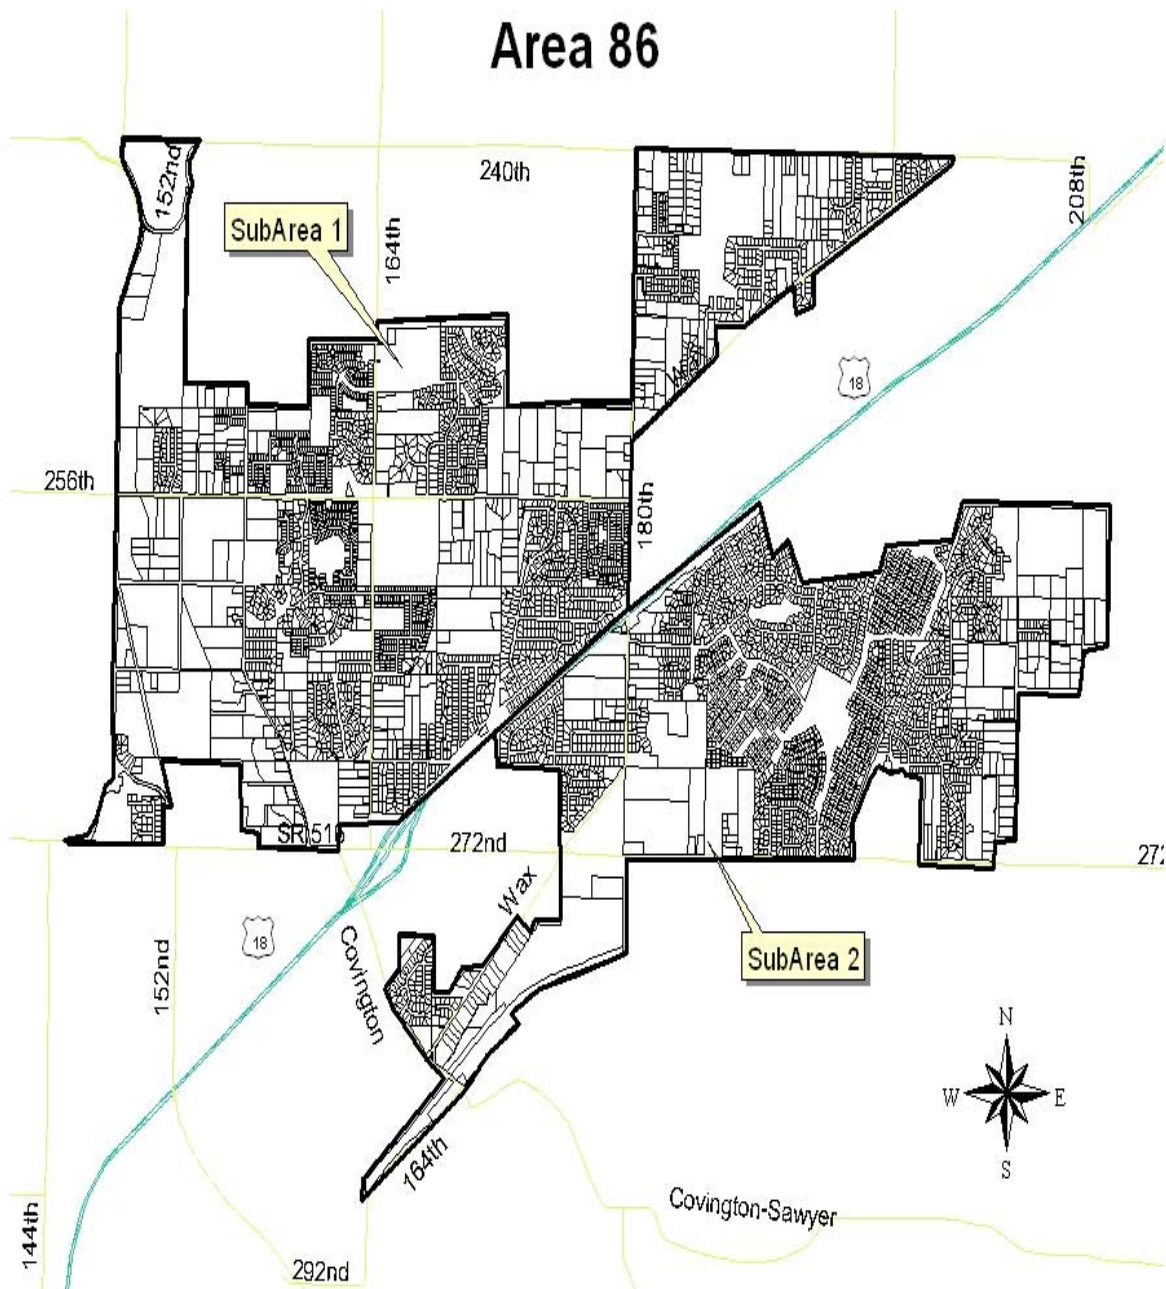 Area 86
152nd
240th
208th
SubArea 1
164th
Wax
18
256th
180th
SR 516
272nd
272
Wax
18
152nd
Covington
SubArea 2
N
W
E
S
164th
144th
Covington-Sawyer
292nd